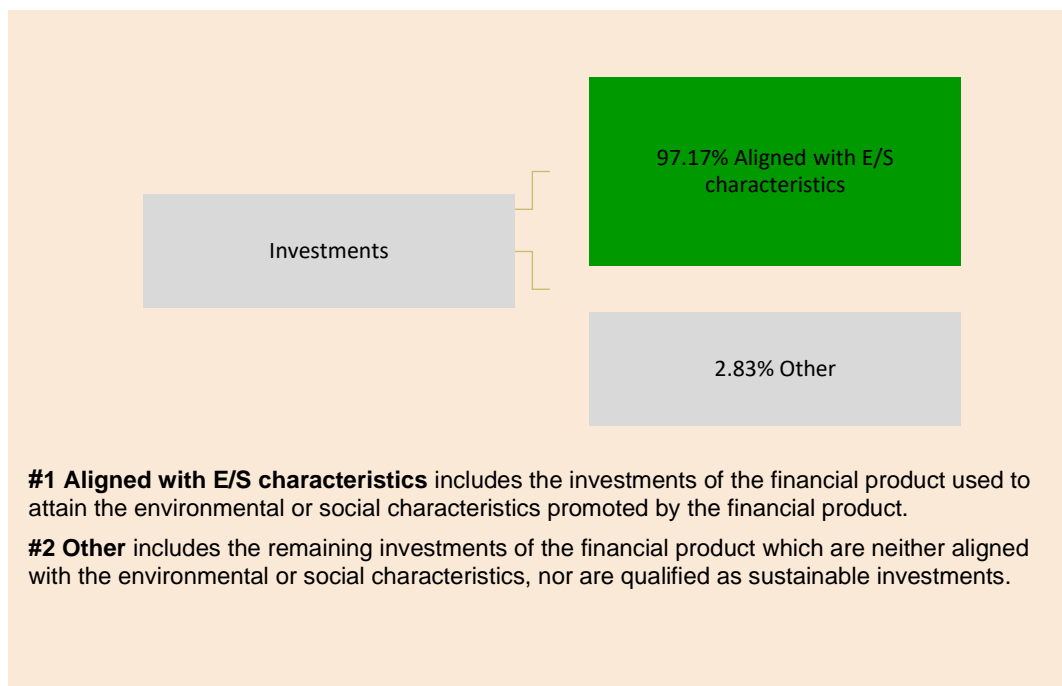 97.17% Aligned with E/S
characteristics
Investments
2.83% Other
#1 Aligned with E/S characteristics includes the investments of the financial product used to
attain the environmental or social characteristics promoted by the financial product.
#2 Other includes the remaining investments of the financial product which are neither aligned
with the environmental or social characteristics, nor are qualified as sustainable investments.